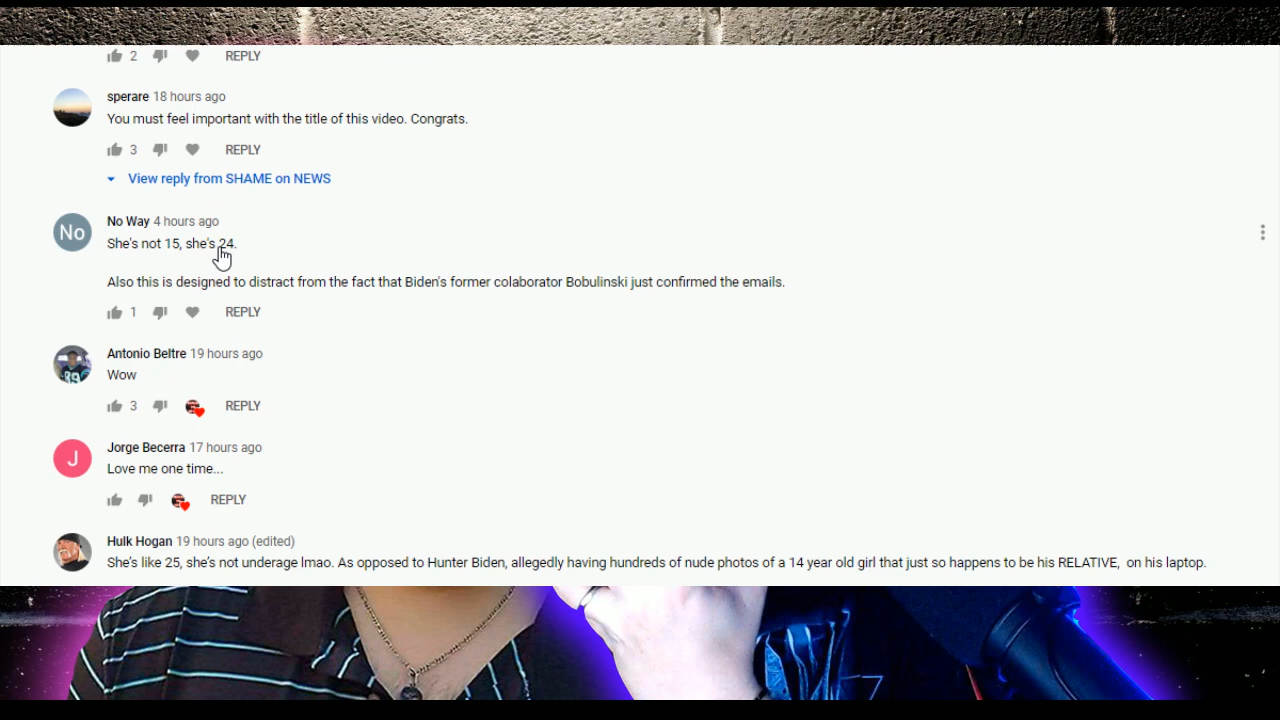 2 REPLY
sperare 18 hours ago
You must feel important with the title of this video. Congrats.
3 REPLY
View reply from SHAME on NEWS
No
No Way 4 hours ago
She's not 15, she's 24.
Also this is designed to distract from the fact that Biden's former colaborator Bobulinski just confirmed the emails.
1 REPLY
Antonio Beltre 19 hours ago
Wow
89
3 REPLY
J
Jorge Becerra 17 hours ago
Love me one time...
REPLY
Hulk Hogan 19 hours ago (edited)
She's like 25, she's not underage lmao. As opposed to Hunter Biden, allegedly having hundreds of nude photos of a 14 year old girl that just so happens to be his RELATIVE, on his laptop.